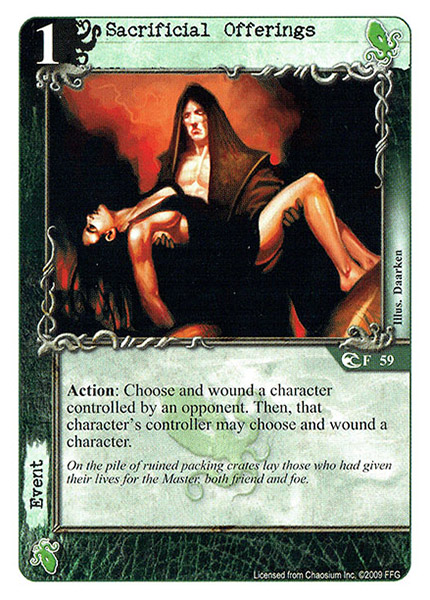 1
Sacrificial Offerings
Illus. Daarken
F 59
Action: Choose and wound a character
controlled by an opponent. Then, that
character's controller may choose and wound a
character.
On the pile of ruined packing crates lay those who had given
their lives for the Master, both friend and foe.
Event
Licensed from Chaosium Inc. ©2009 FFG